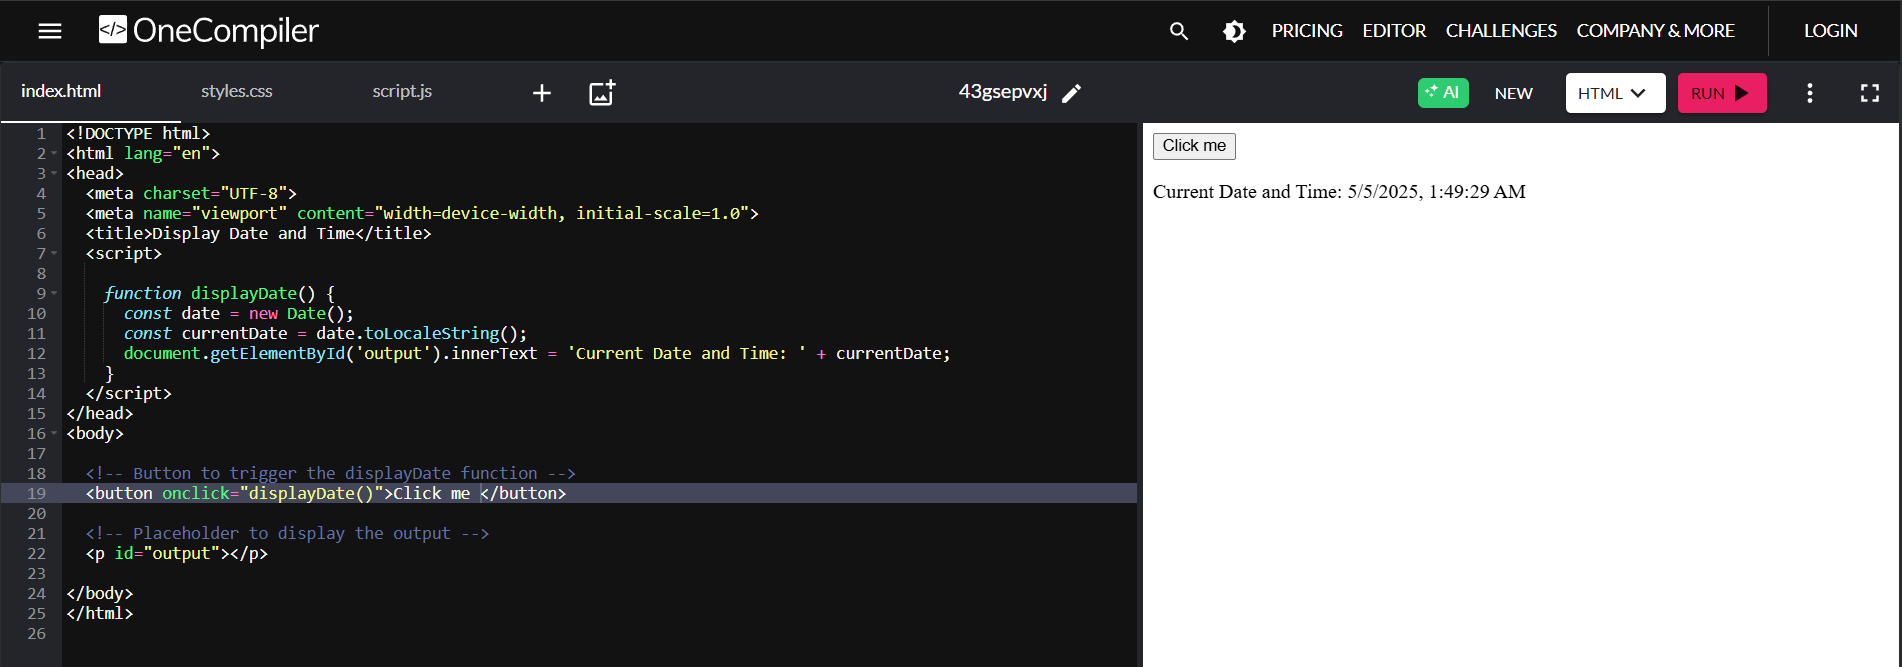 </> OneCompiler
PRICING EDITOR CHALLENGES COMPANY & MORE LOGIN
index.html styles.css script.js 43gsepvxj AI NEW HTML RUN
1 <!DOCTYPE html>
2 <html lang="en">
3 <head>
4   <meta charset="UTF-8">
5   <meta name="viewport" content="width=device-width, initial-scale=1.0">
6   <title>Display Date and Time</title>
7   <script>
8
9     function displayDate() {
10       const date = new Date();
11       const currentDate = date.toLocaleString();
12       document.getElementById('output').innerText = 'Current Date and Time: ' + currentDate;
13     }
14   </script>
15 </head>
16 <body>
17
18   <!-- Button to trigger the displayDate function -->
19   <button onclick="displayDate()">Click me </button>
20
21   <!-- Placeholder to display the output -->
22   <p id="output"></p>
23
24 </body>
25 </html>
26
Click me
Current Date and Time: 5/5/2025, 1:49:29 AM